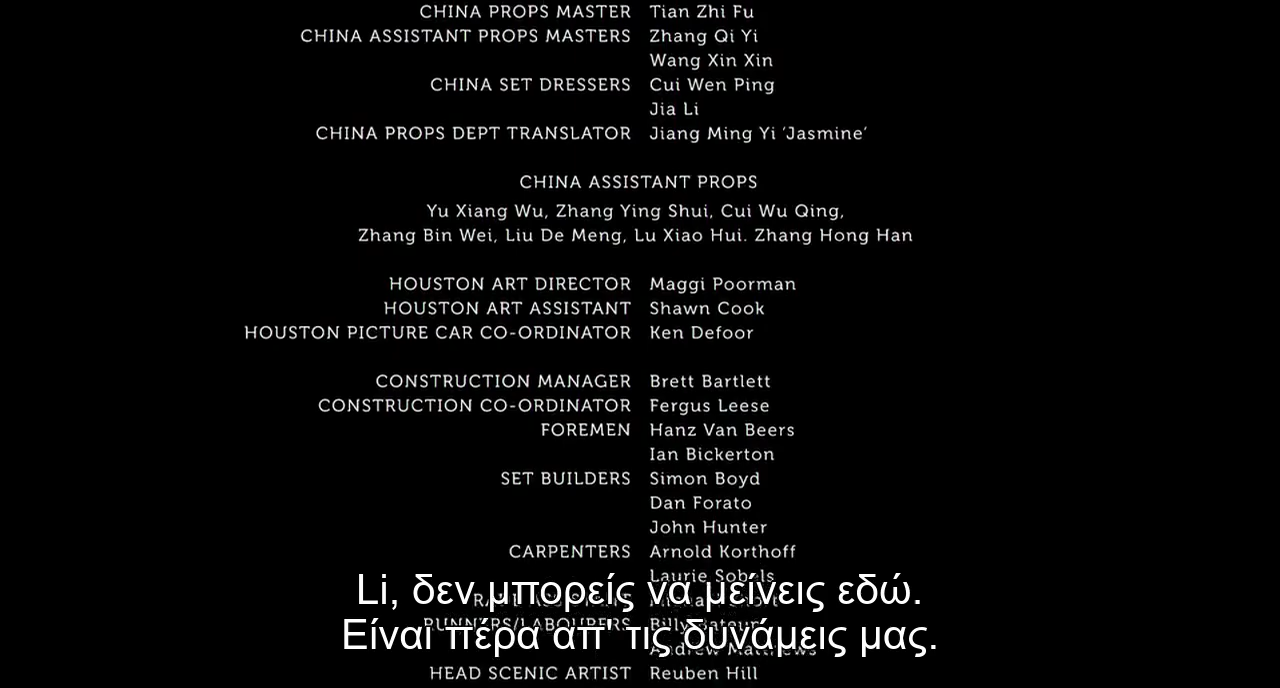 CHINA PROPS MASTER Tian Zhi Fu
CHINA ASSISTANT PROPS MASTERS Zhang Qi Yi
Wang Xin Xin
CHINA SET DRESSERS Cui Wen Ping
Jia Li
CHINA PROPS DEPT TRANSLATOR Jiang Ming Yi ‘Jasmine’
CHINA ASSISTANT PROPS
Yu Xiang Wu, Zhang Ying Shui, Cui Wu Qing,
Zhang Bin Wei, Liu De Meng, Lu Xiao Hui. Zhang Hong Han
HOUSTON ART DIRECTOR Maggi Poorman
HOUSTON ART ASSISTANT Shawn Cook
HOUSTON PICTURE CAR CO-ORDINATOR Ken Defoor
CONSTRUCTION MANAGER Brett Bartlett
CONSTRUCTION CO-ORDINATOR Fergus Leese
FOREMEN Hanz Van Beers
Ian Bickerton
SET BUILDERS Simon Boyd
Dan Forato
John Hunter
CARPENTERS Arnold Korthoff
Laurie Sobels
Li, δεν μπορείς να μείνεις εδώ.
RUNNERS/LABOURERS Billy
Είναι πέρα απ' τις δυνάμεις μας.
Andrew Matthews
HEAD SCENIC ARTIST Reuben Hill